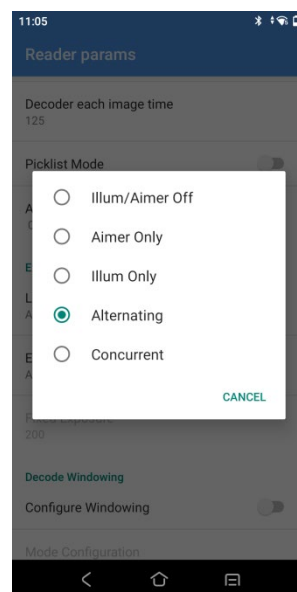 11:05
Reader params
Decoder each image time
125
Picklist Mode
Illum/Aimer Off
Aimer Only
Illum Only
Alternating
Concurrent
CANCEL
Fixed Exposure
200
Decode Windowing
Configure Windowing
Mode Configuration